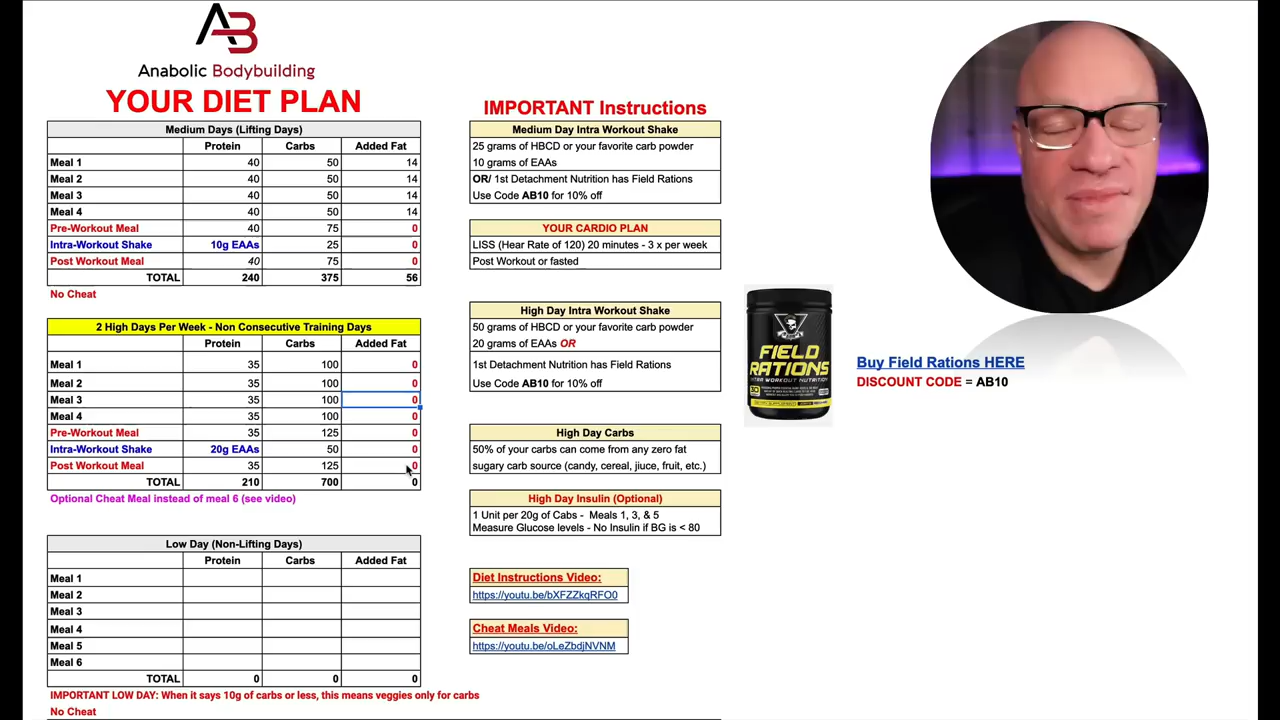 AB
Anabolic Bodybuilding
YOUR DIET PLAN
Medium Days (Lifting Days)
Protein Carbs Added Fat
Meal 1 40 50 14
Meal 2 40 50 14
Meal 3 40 50 14
Meal 4 40 50 14
Pre-Workout Meal 40 75 0
Intra-Workout Shake 10g EAAs 25 0
Post Workout Meal 40 75 0
TOTAL 240 375 56
No Cheat
2 High Days Per Week - Non Consecutive Training Days
Protein Carbs Added Fat
Meal 1 35 100 0
Meal 2 35 100 0
Meal 3 35 100 0
Meal 4 35 100 0
Pre-Workout Meal 35 125 0
Intra-Workout Shake 20g EAAs 50 0
Post Workout Meal 35 125 0
TOTAL 210 700 0
Optional Cheat Meal instead of meal 6 (see video)
Low Day (Non-Lifting Days)
Protein Carbs Added Fat
Meal 1
Meal 2
Meal 3
Meal 4
Meal 5
Meal 6
TOTAL 0 0 0
IMPORTANT LOW DAY: When it says 10g of carbs or less, this means veggies only for carbs
No Cheat
IMPORTANT Instructions
Medium Day Intra Workout Shake
25 grams of HBCD or your favorite carb powder
10 grams of EAAs
OR/ 1st Detachment Nutrition has Field Rations
Use Code AB10 for 10% off
YOUR CARDIO PLAN
LISS (Hear Rate of 120) 20 minutes - 3 x per week
Post Workout or fasted
High Day Intra Workout Shake
50 grams of HBCD or your favorite carb powder
20 grams of EAAs OR
1st Detachment Nutrition has Field Rations
Use Code AB10 for 10% off
High Day Carbs
50% of your carbs can come from any zero fat
sugary carb source (candy, cereal, jiuce, fruit, etc.)
High Day Insulin (Optional)
1 Unit per 20g of Cabs - Meals 1, 3, & 5
Measure Glucose levels - No Insulin if BG is < 80
Diet Instructions Video:
https://youtu.be/bXFZZkqRFO0
Cheat Meals Video:
https://youtu.be/oLeZbdjNVNM
FIELD
RATIONS
INTRA WORKOUT NUTRITION
30
Buy Field Rations HERE
DISCOUNT CODE = AB10